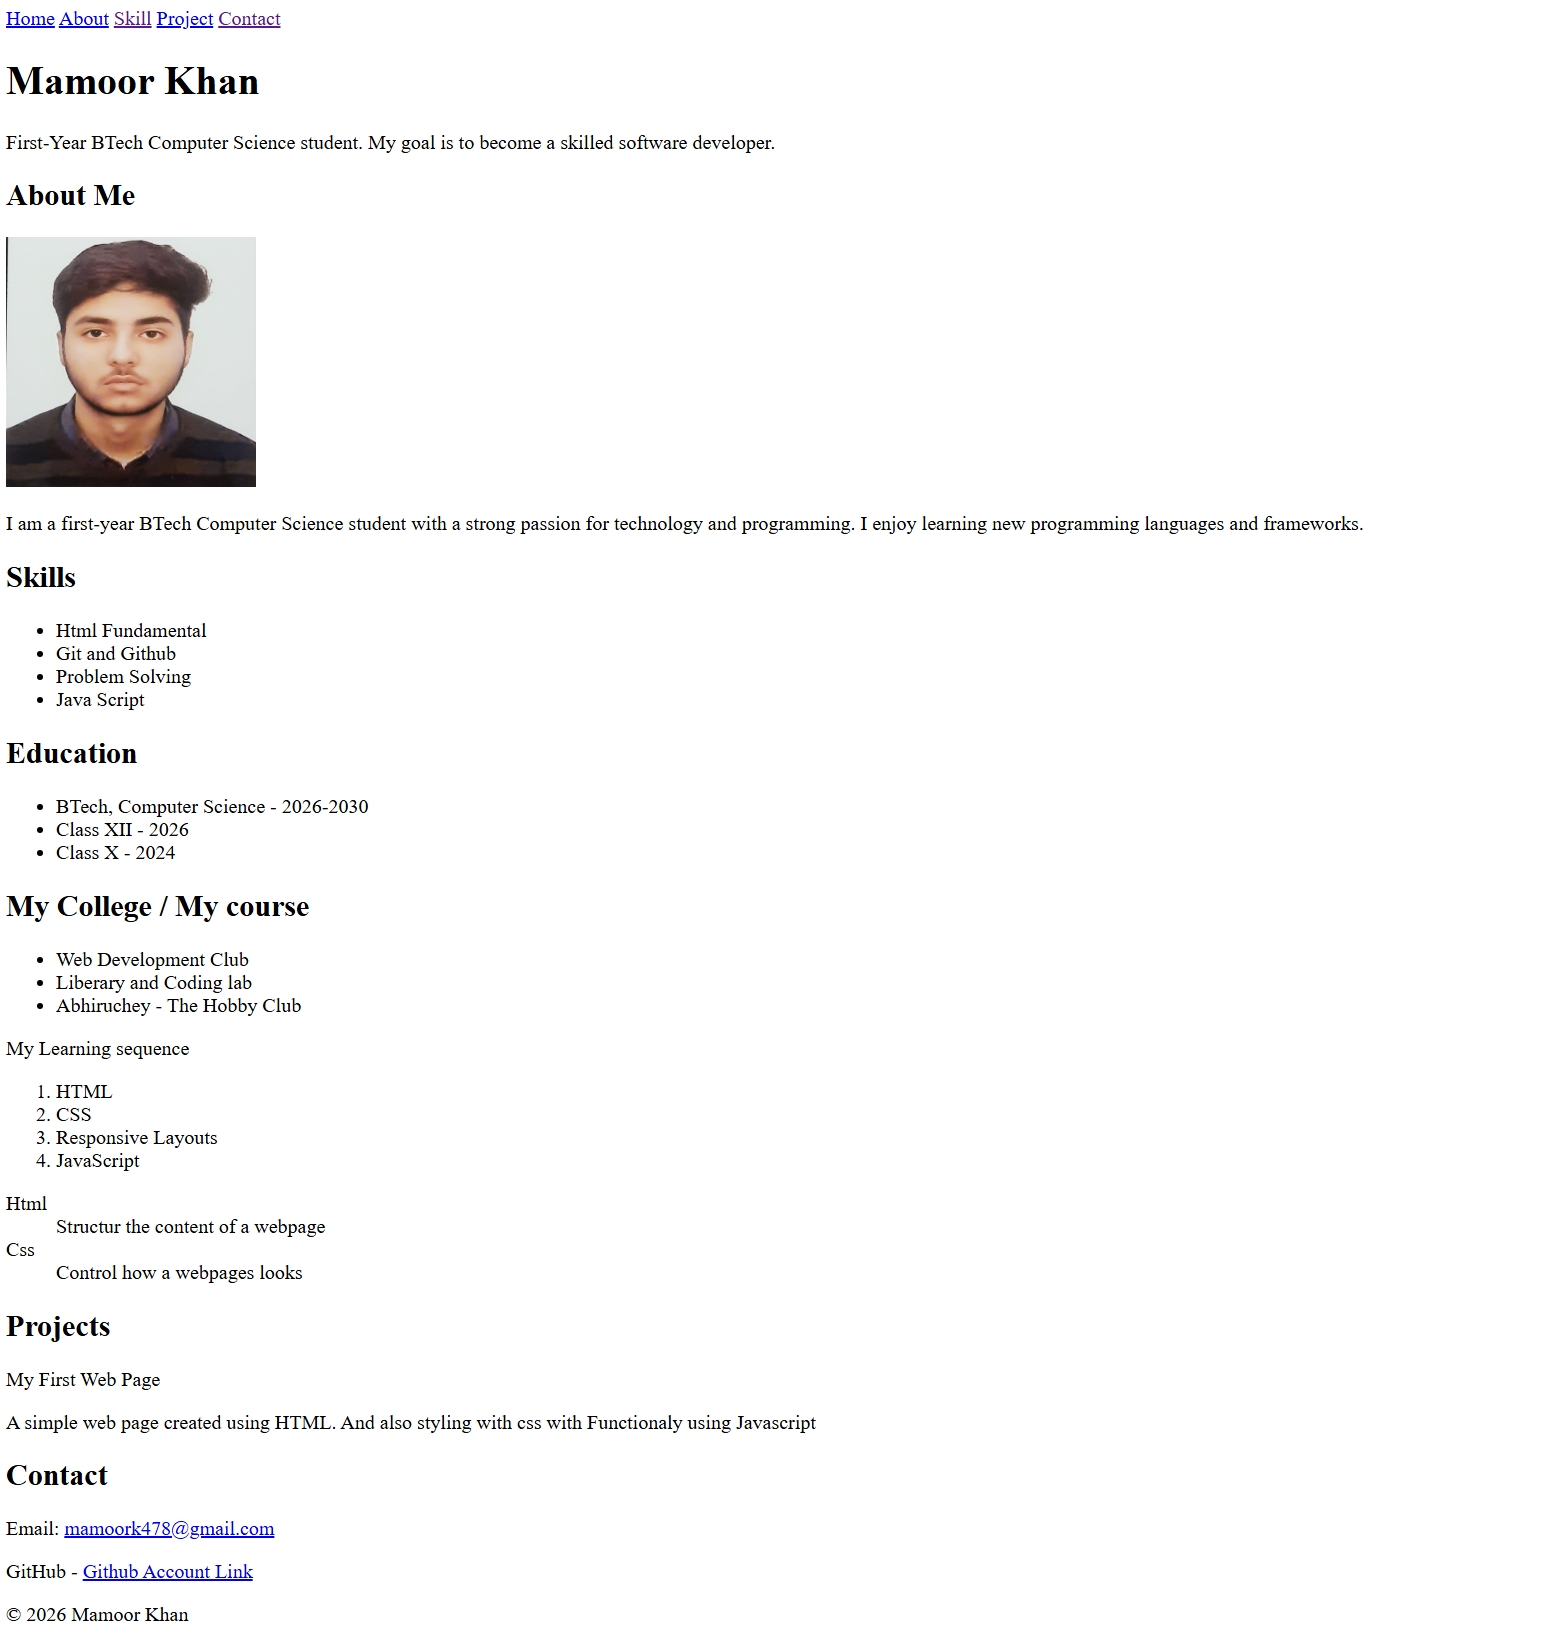 Home About Skill Project Contact
Mamoor Khan
First-Year BTech Computer Science student. My goal is to become a skilled software developer.
About Me
I am a first-year BTech Computer Science student with a strong passion for technology and programming. I enjoy learning new programming languages and frameworks.
Skills
• Html Fundamental
• Git and Github
• Problem Solving
• Java Script
Education
• BTech, Computer Science - 2026-2030
• Class XII - 2026
• Class X - 2024
My College / My course
• Web Development Club
• Liberary and Coding lab
• Abhiruchey - The Hobby Club
My Learning sequence
1. HTML
2. CSS
3. Responsive Layouts
4. JavaScript
Html
Structur the content of a webpage
Css
Control how a webpages looks
Projects
My First Web Page
A simple web page created using HTML. And also styling with css with Functionaly using Javascript
Contact
Email: mamoork478@gmail.com
GitHub - Github Account Link
© 2026 Mamoor Khan